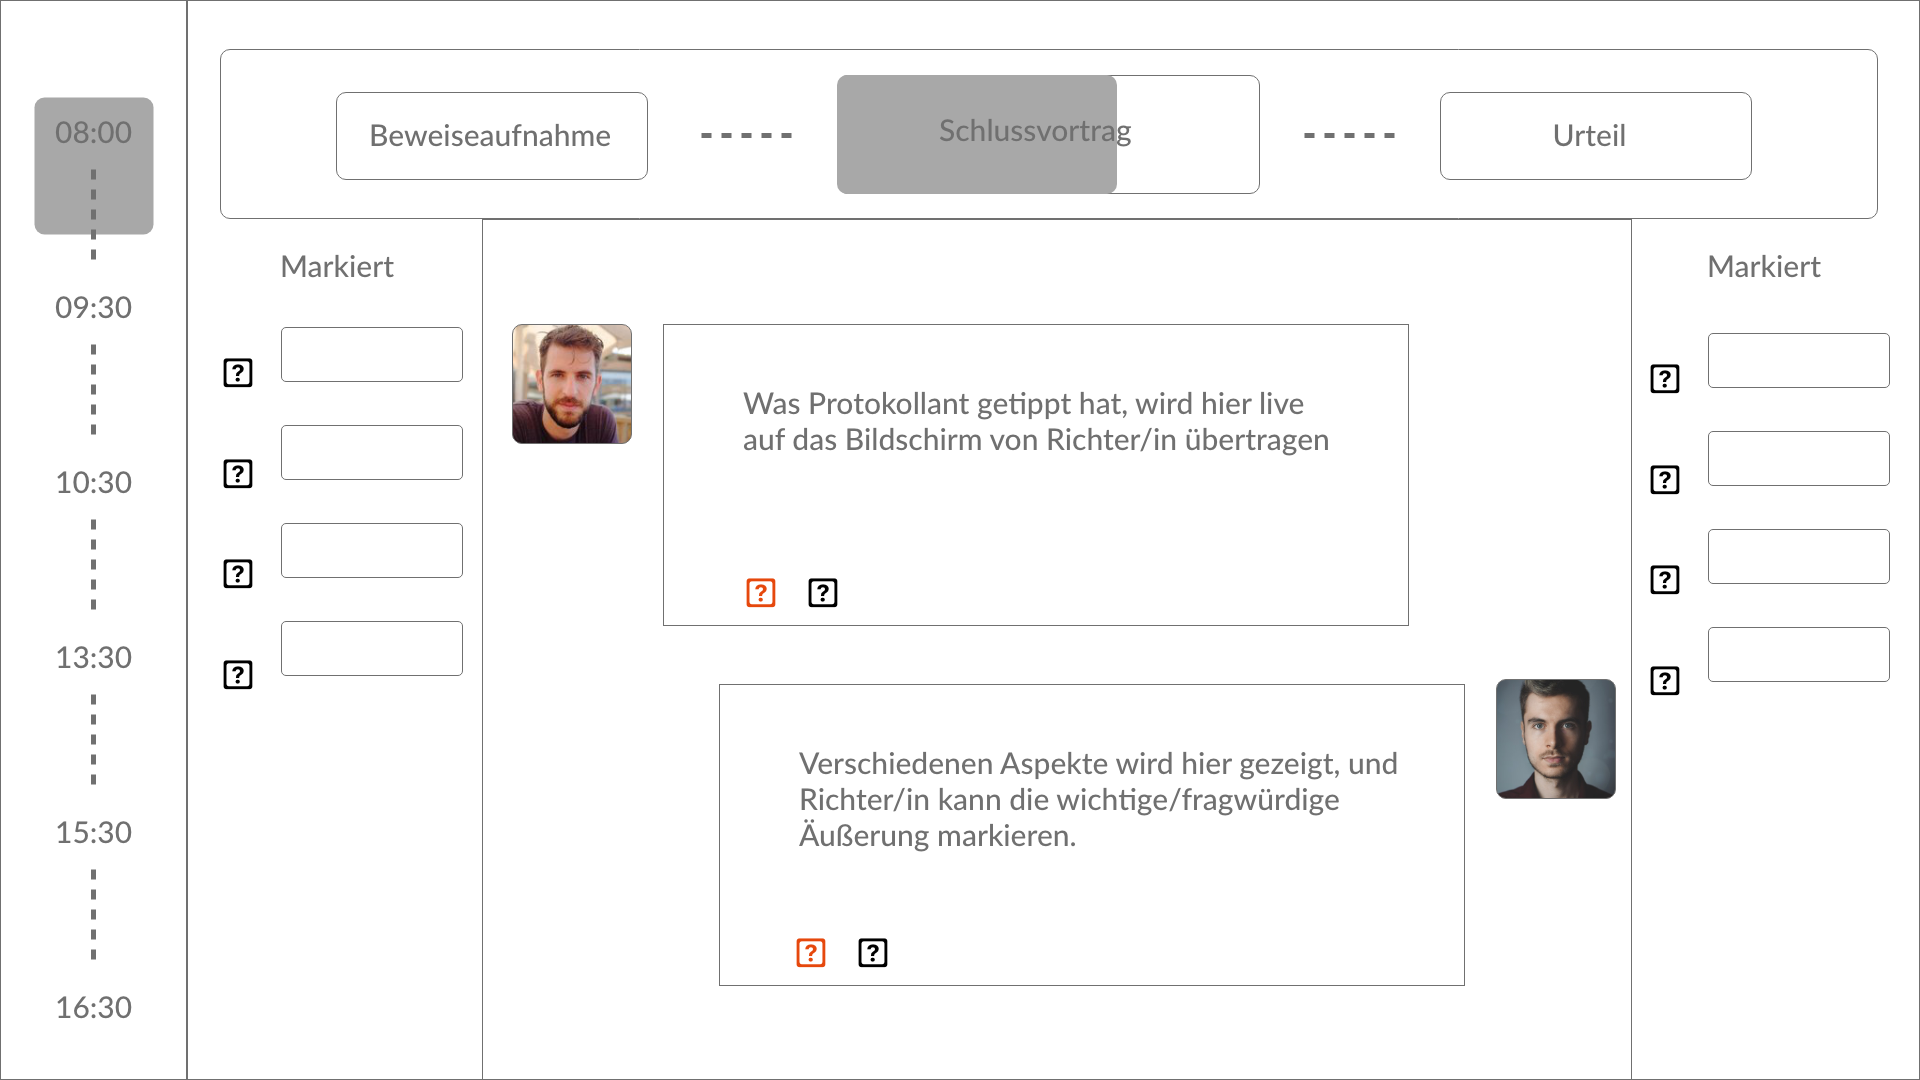 Beweiseaufnahme
Schlussvortrag
Urteil
08:00
09:30
10:30
13:30
15:30
16:30
Markiert
?
?
?
?
Was Protokollant getippt hat, wird hier live
auf das Bildschirm von Richter/in übertragen
? ?
Verschiedenen Aspekte wird hier gezeigt, und
Richter/in kann die wichtige/fragwürdige
Äußerung markieren.
? ?
Markiert
?
?
?
?